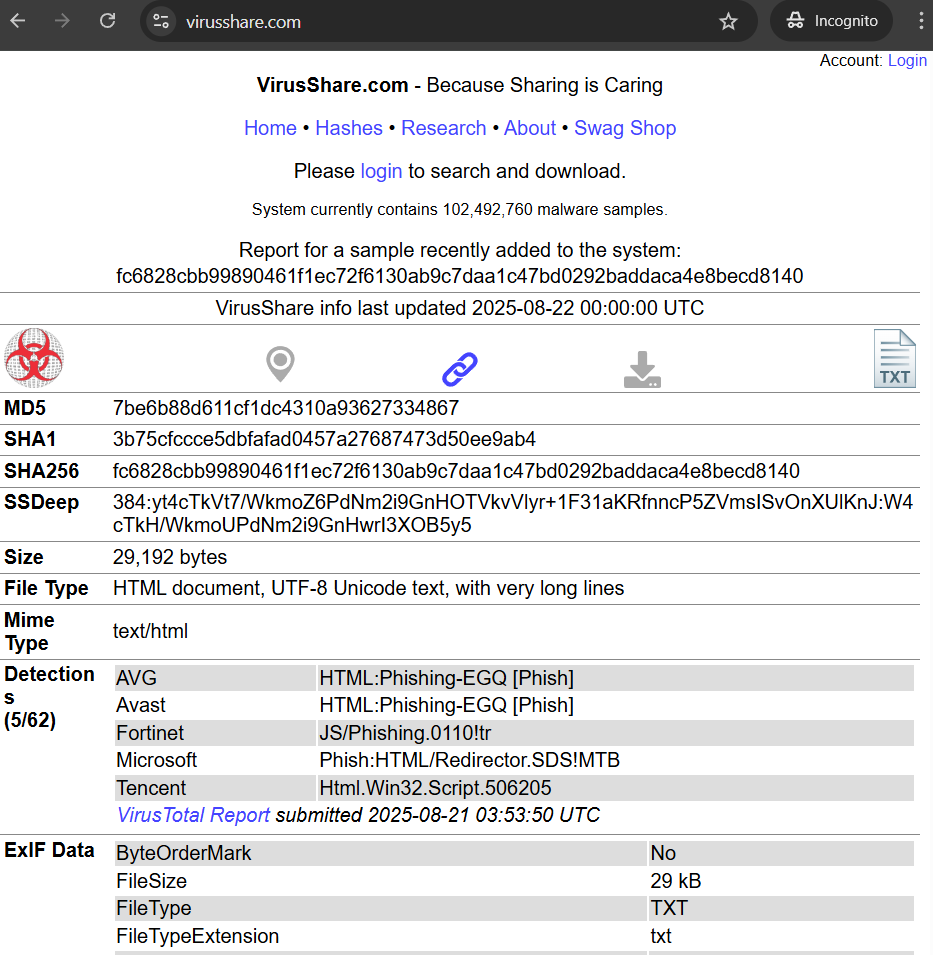 virusshare.com
Incognito
Account: Login
VirusShare.com - Because Sharing is Caring
Home • Hashes • Research • About • Swag Shop
Please login to search and download.
System currently contains 102,492,760 malware samples.
Report for a sample recently added to the system:
fc6828cbb99890461f1ec72f6130ab9c7daa1c47bd0292baddaca4e8becd8140
VirusShare info last updated 2025-08-22 00:00:00 UTC
TXT
MD5 7be6b88d611cf1dc4310a93627334867
SHA1 3b75cfccce5dbfafad0457a27687473d50ee9ab4
SHA256 fc6828cbb99890461f1ec72f6130ab9c7daa1c47bd0292baddaca4e8becd8140
SSDeep 384:yt4cTkVt7/WkmoZ6PdNm2i9GnHOTVkvVlyr+1F31aKRfnncP5ZVmsISvOnXUlKnJ:W4
cTkH/WkmoUPdNm2i9GnHwrI3XOB5y5
Size 29,192 bytes
File Type HTML document, UTF-8 Unicode text, with very long lines
Mime
Type
text/html
Detection
s
(5/62)
AVG HTML:Phishing-EGQ [Phish]
Avast HTML:Phishing-EGQ [Phish]
Fortinet JS/Phishing.0110!tr
Microsoft Phish:HTML/Redirector.SDS!MTB
Tencent Html.Win32.Script.506205
VirusTotal Report submitted 2025-08-21 03:53:50 UTC
ExIF Data ByteOrderMark No
FileSize 29 kB
FileType TXT
FileTypeExtension txt